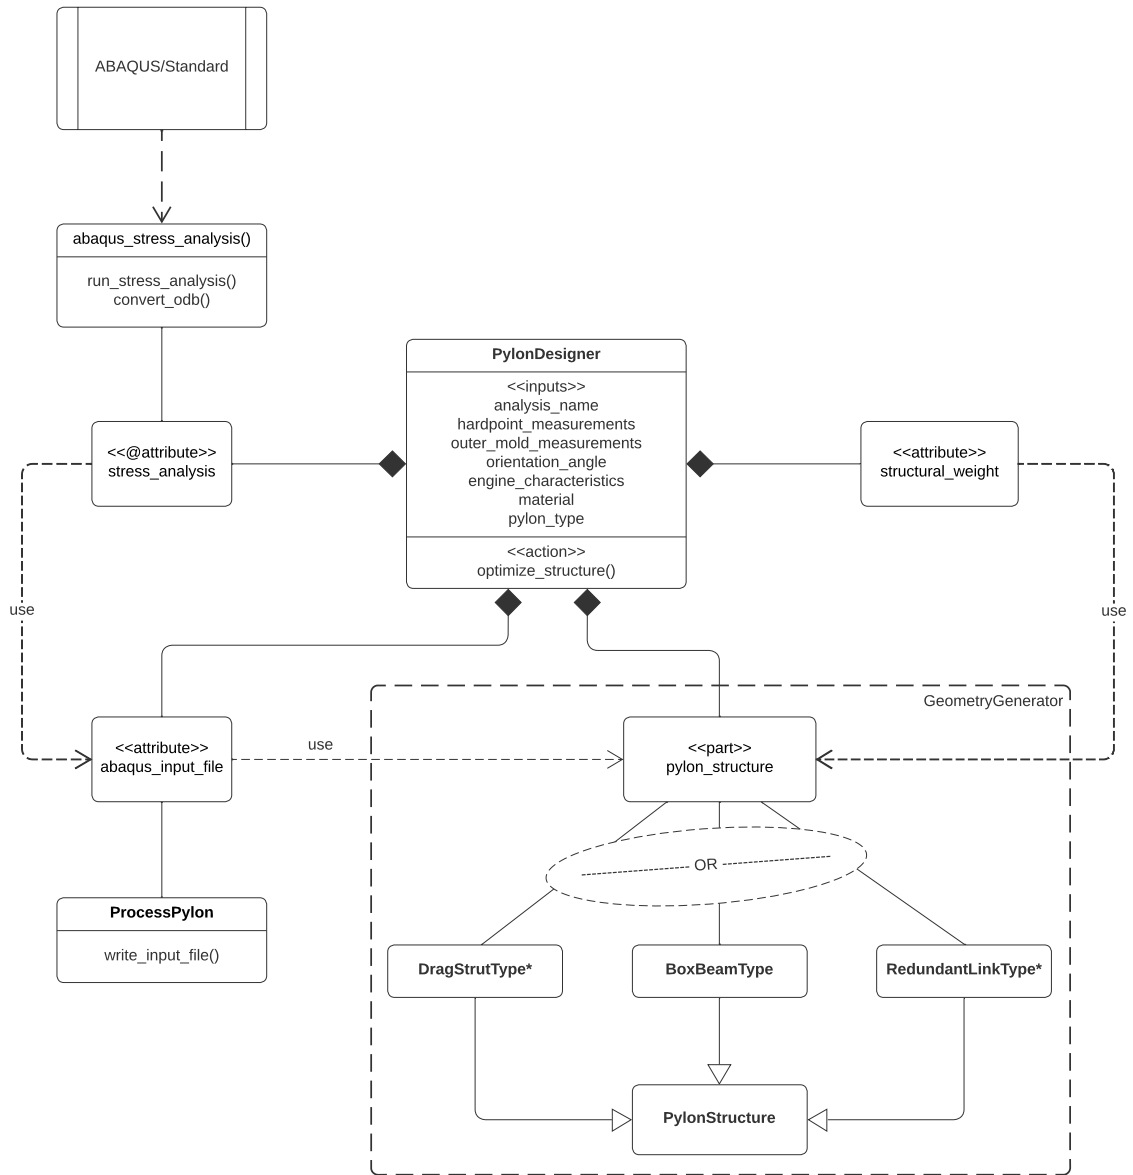 ABAQUS/Standard
abaqus_stress_analysis()
run_stress_analysis()
convert_odb()
PylonDesigner
<<inputs>>
analysis_name
hardpoint_measurements
outer_mold_measurements
orientation_angle
engine_characteristics
material
pylon_type
<<action>>
optimize_structure()
<<@attribute>>
stress_analysis
<<attribute>>
structural_weight
use
use
GeometryGenerator
<<attribute>>
abaqus_input_file
use
<<part>>
pylon_structure
OR
ProcessPylon
write_input_file()
DragStrutType*
BoxBeamType
RedundantLinkType*
PylonStructure